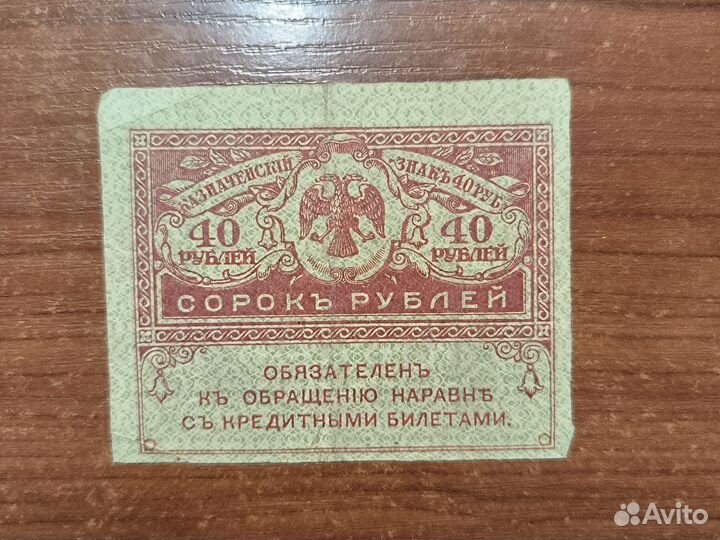 КАЗНАЧЕЙСКІЙ ЗНАКЪ 40 РУБ.
40 40
РУБЛЕЙ РУБЛЕЙ
СОРОКЪ РУБЛЕЙ
ОБЯЗАТЕЛЕНЪ
КЪ ОБРАЩЕНІЮ НАРАВНѢ
СЪ КРЕДИТНЫМИ БИЛЕТАМИ.
Avito